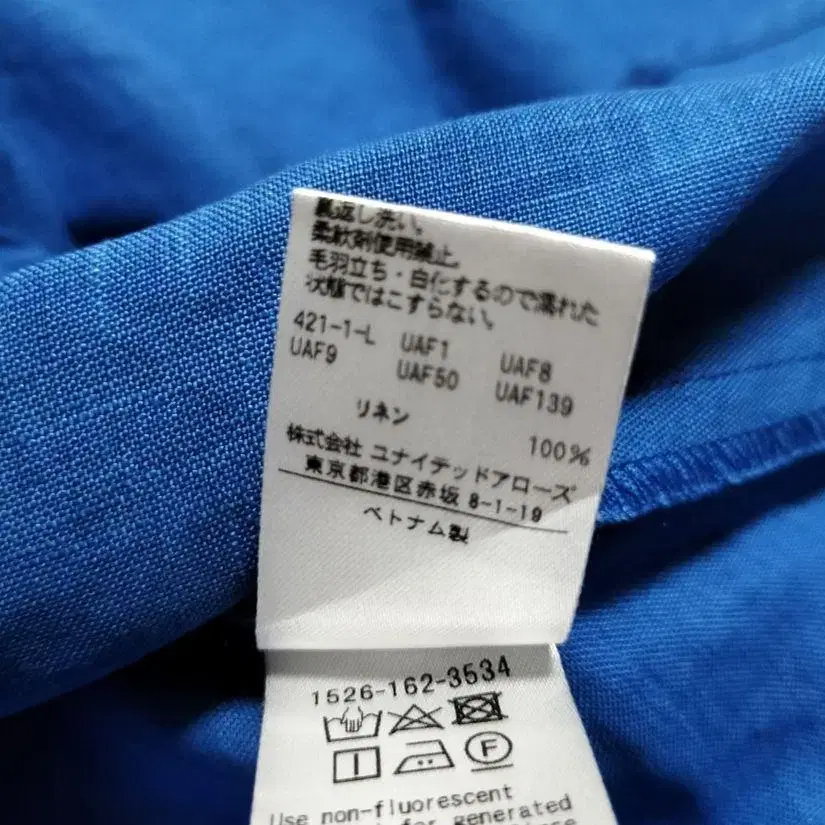 裏返し洗い。
柔軟剤使用禁止。
毛羽立ち・白化するので濡れた
状態ではこすらない。
421-1-L UAF1 UAF8
UAF9 UAF50 UAF139
リネン 100%
株式会社 ユナイテッドアローズ
東京都港区赤坂 8-1-19
ベトナム製
1526-162-3534
F
Use non-fluorescent
for generated